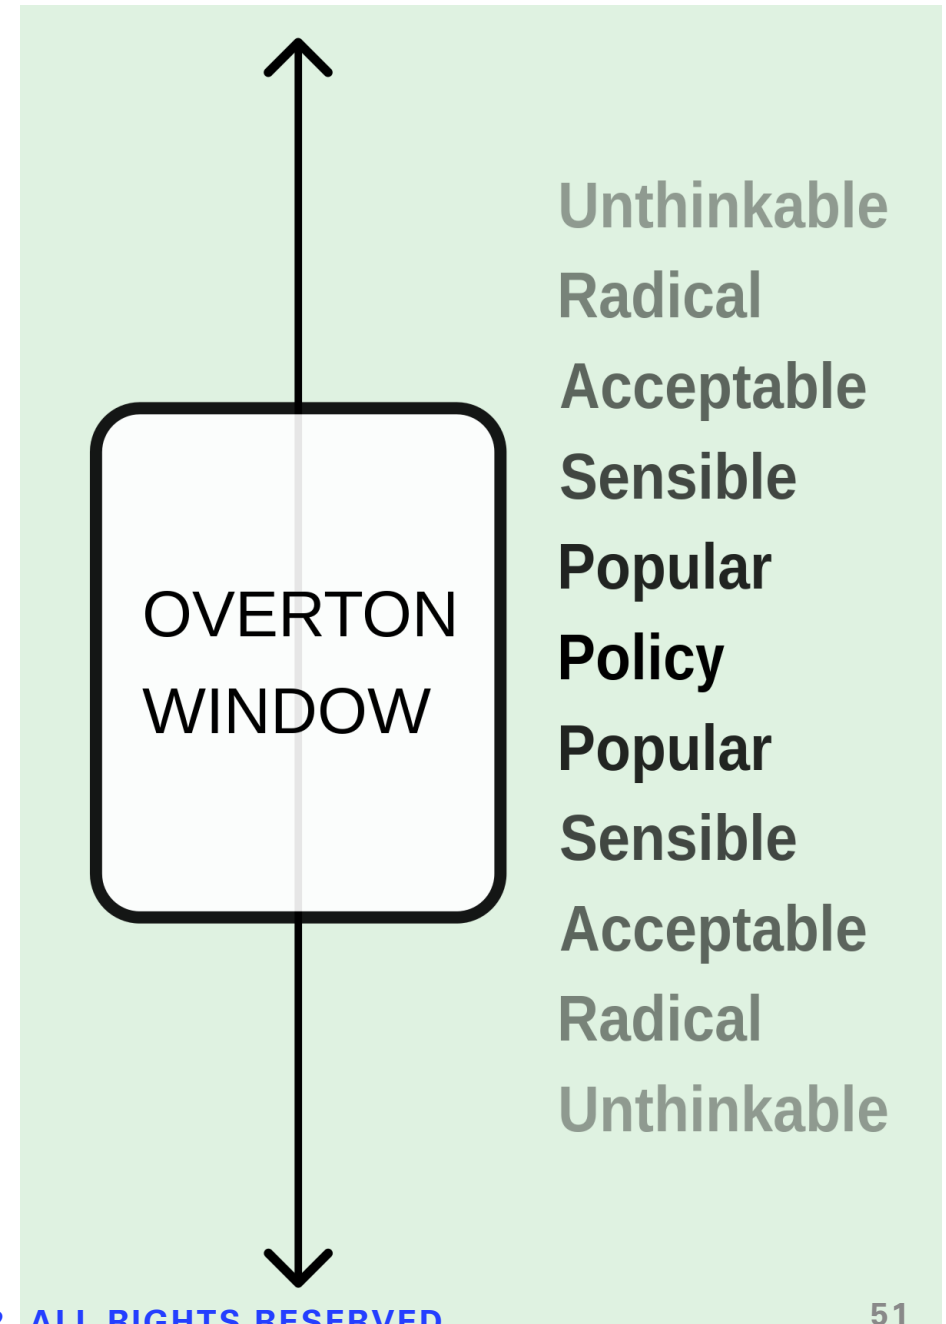 Unthinkable
Radical
Acceptable
Sensible
Popular
Policy
Popular
Sensible
Acceptable
Radical
Unthinkable
OVERTON
WINDOW
ALL RIGHTS RESERVED
51